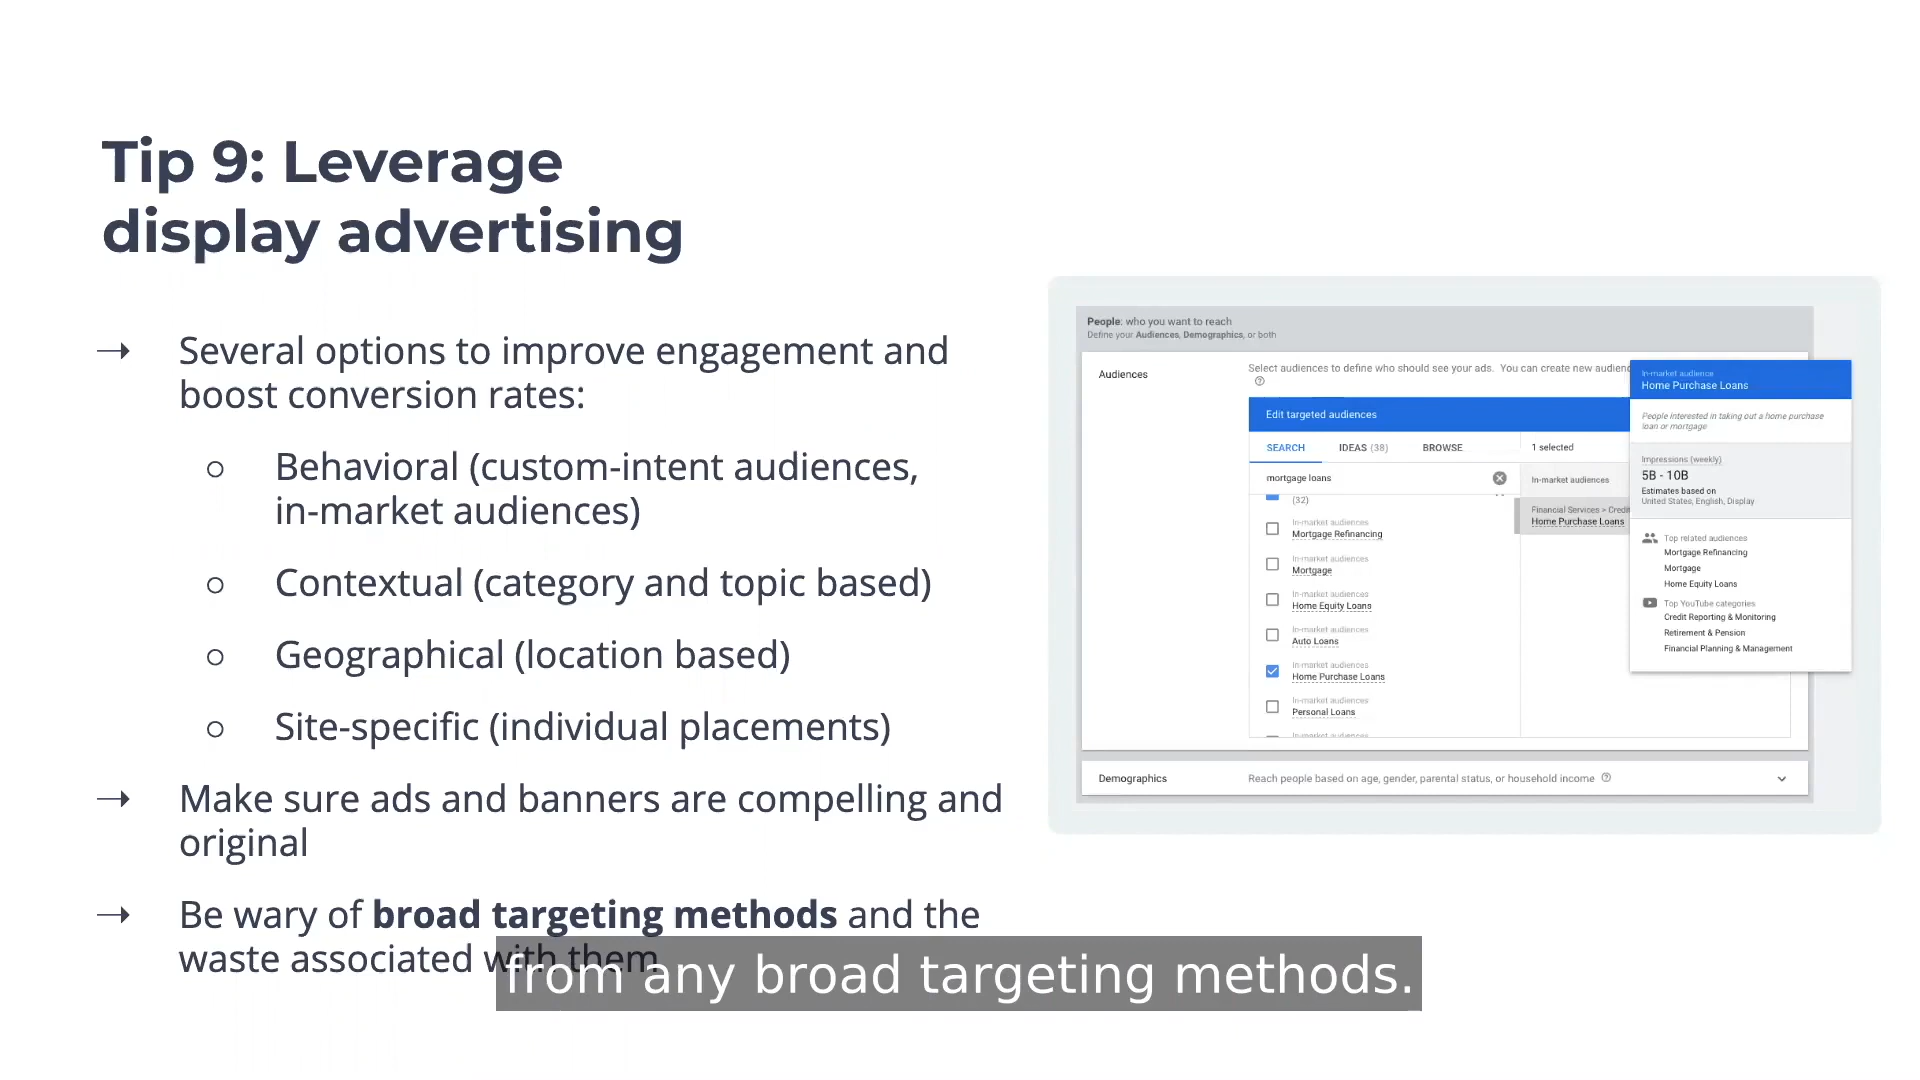 Tip 9: Leverage
display advertising
→ Several options to improve engagement and
boost conversion rates:
○ Behavioral (custom-intent audiences,
in-market audiences)
○ Contextual (category and topic based)
○ Geographical (location based)
○ Site-specific (individual placements)
→ Make sure ads and banners are compelling and
original
→ Be wary of broad targeting methods and the
waste associated with them
from any broad targeting methods.
People: who you want to reach
Define your Audiences, Demographics, or both
Audiences
Select audiences to define who should see your ads. You can create new
Edit targeted audiences
SEARCH IDEAS (38) BROWSE
1 selected
mortgage loans
In-market audiences
(32)
Financial Services >
Home Purchase Loans
In-market audiences
Mortgage Refinancing
In-market audiences
Mortgage
In-market audiences
Home Equity Loans
In-market audiences
Auto Loans
In-market audiences
Home Purchase Loans
In-market audiences
Personal Loans
In-market audiences
In-market audience
Home Purchase Loans
People interested in taking out a home purchase
loan or mortgage
Impressions (weekly)
5B - 10B
Estimates based on
United States, English, Display
Top related audiences
Mortgage Refinancing
Mortgage
Home Equity Loans
Top YouTube categories
Credit Reporting & Monitoring
Retirement & Pension
Financial Planning & Management
Demographics
Reach people based on age, gender, parental status, or household income